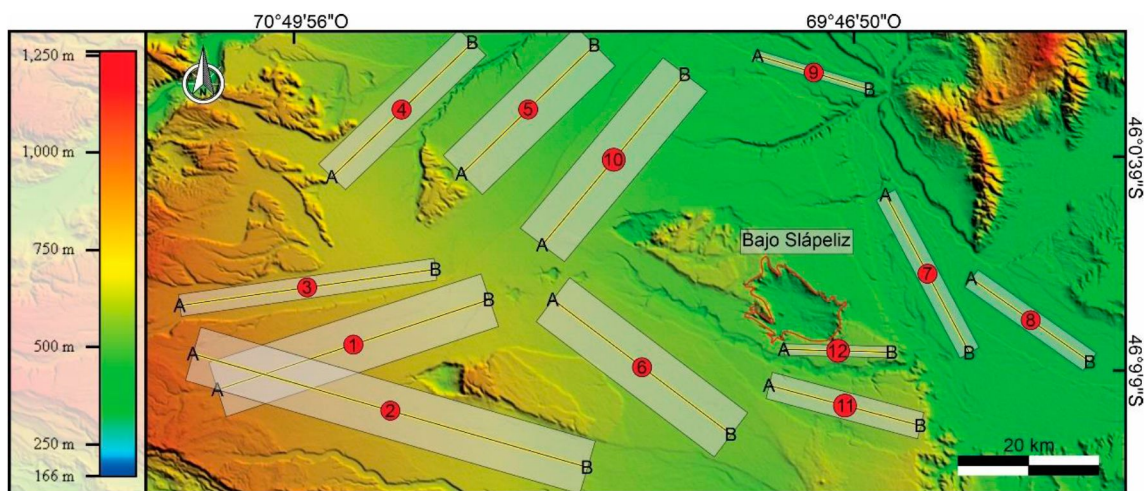 70°49'56"O
69°46'50"O
1,250 m
1,000 m
750 m
500 m
250 m
166 m
46°0'39"S
46°9'9"S
Bajo Slápeliz
A 4 B
A 5 B
A 10 B
A 9 B
A 7 B
A 8 B
A 3 B
A 1 B
A 2 B
A 6 B
A 12 B
A 11 B
20 km